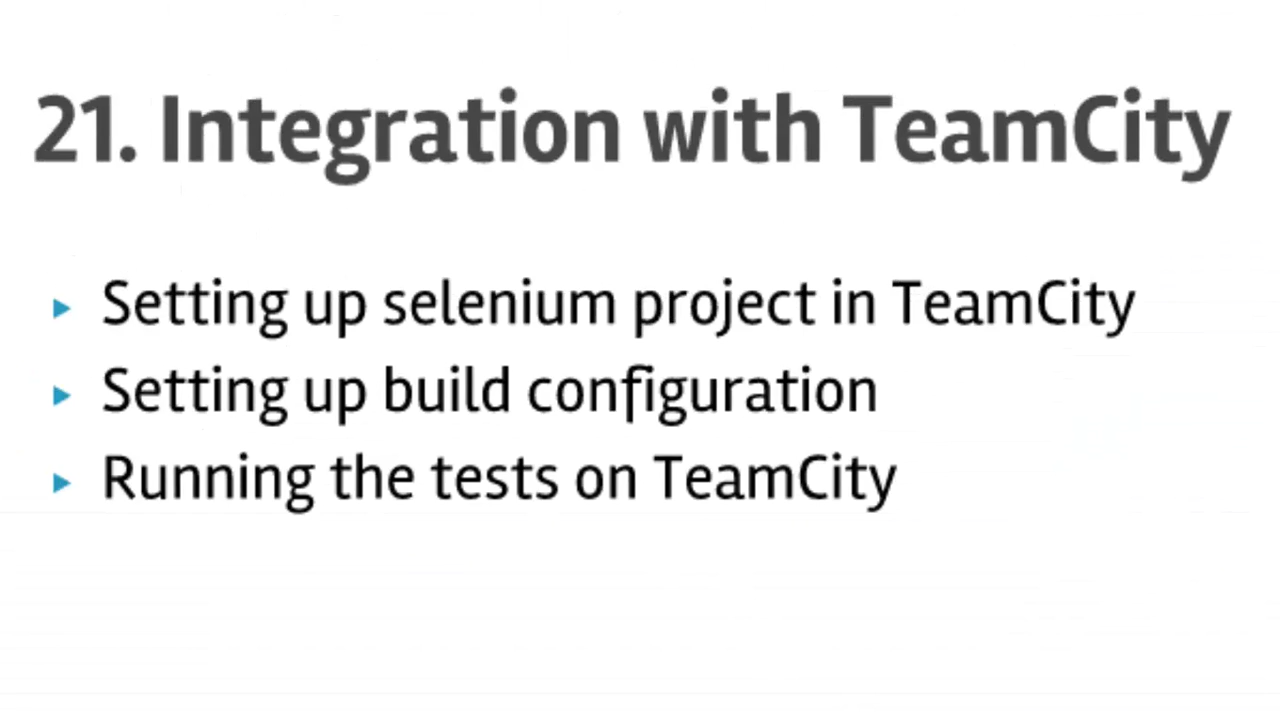 21. Integration with TeamCity
Setting up selenium project in TeamCity
Setting up build configuration
Running the tests on TeamCity